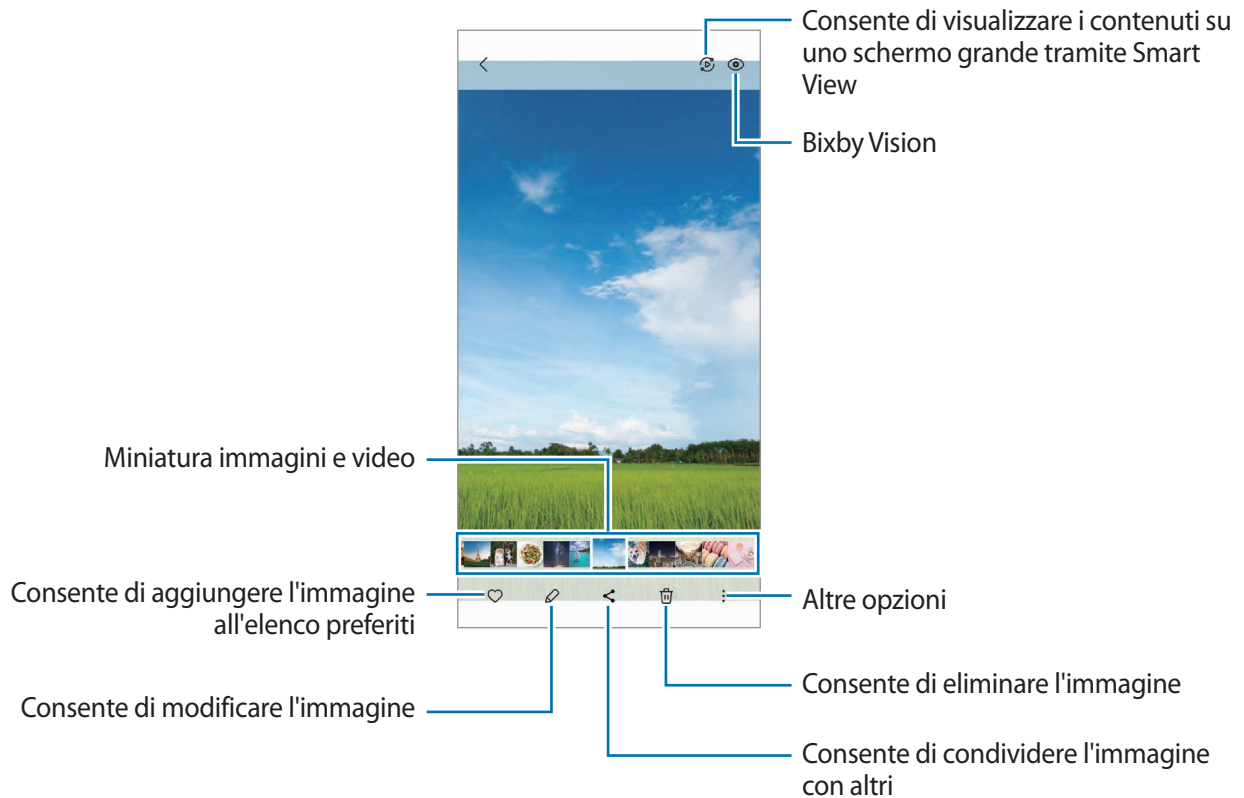 Consente di visualizzare i contenuti su
uno schermo grande tramite Smart
View
Bixby Vision
Miniatura immagini e video
Consente di aggiungere l'immagine
all'elenco preferiti
Altre opzioni
Consente di eliminare l'immagine
Consente di modificare l'immagine
Consente di condividere l'immagine
con altri